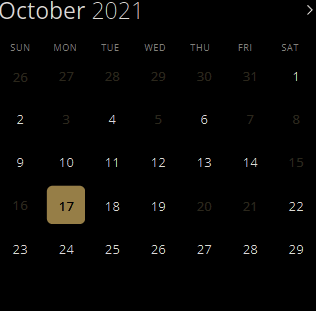 October 2021
SUN MON TUE WED THU FRI SAT
26 27 28 29 30 31 1
2 3 4 5 6 7 8
9 10 11 12 13 14 15
16 17 18 19 20 21 22
23 24 25 26 27 28 29